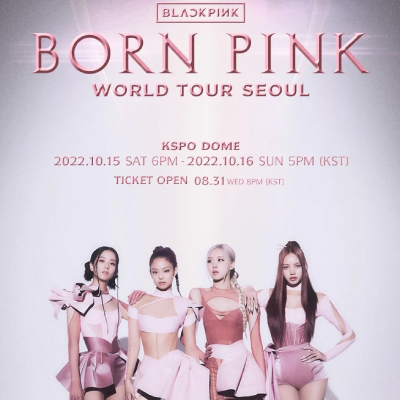 BLACKPINK
BORN PINK
WORLD TOUR SEOUL
KSPO DOME
2022.10.15 SAT 6PM - 2022.10.16 SUN 5PM (KST)
TICKET OPEN 08.31 WED 8PM (KST)